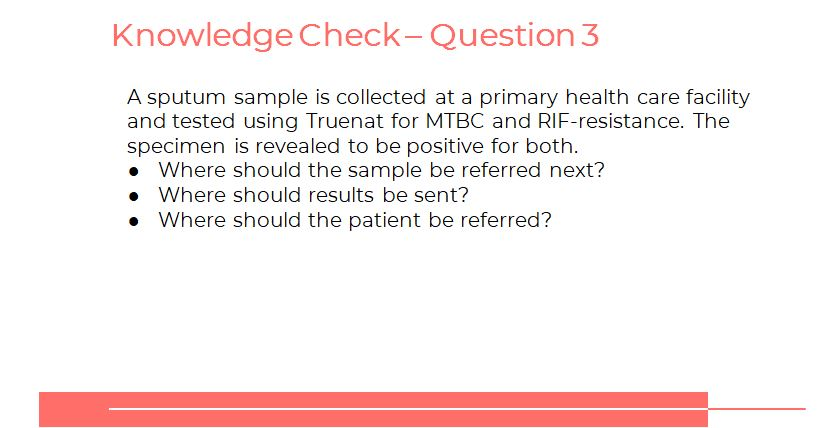 Knowledge Check – Question 3
A sputum sample is collected at a primary health care facility
and tested using Truenat for MTBC and RIF-resistance. The
specimen is revealed to be positive for both.
● Where should the sample be referred next?
● Where should results be sent?
● Where should the patient be referred?